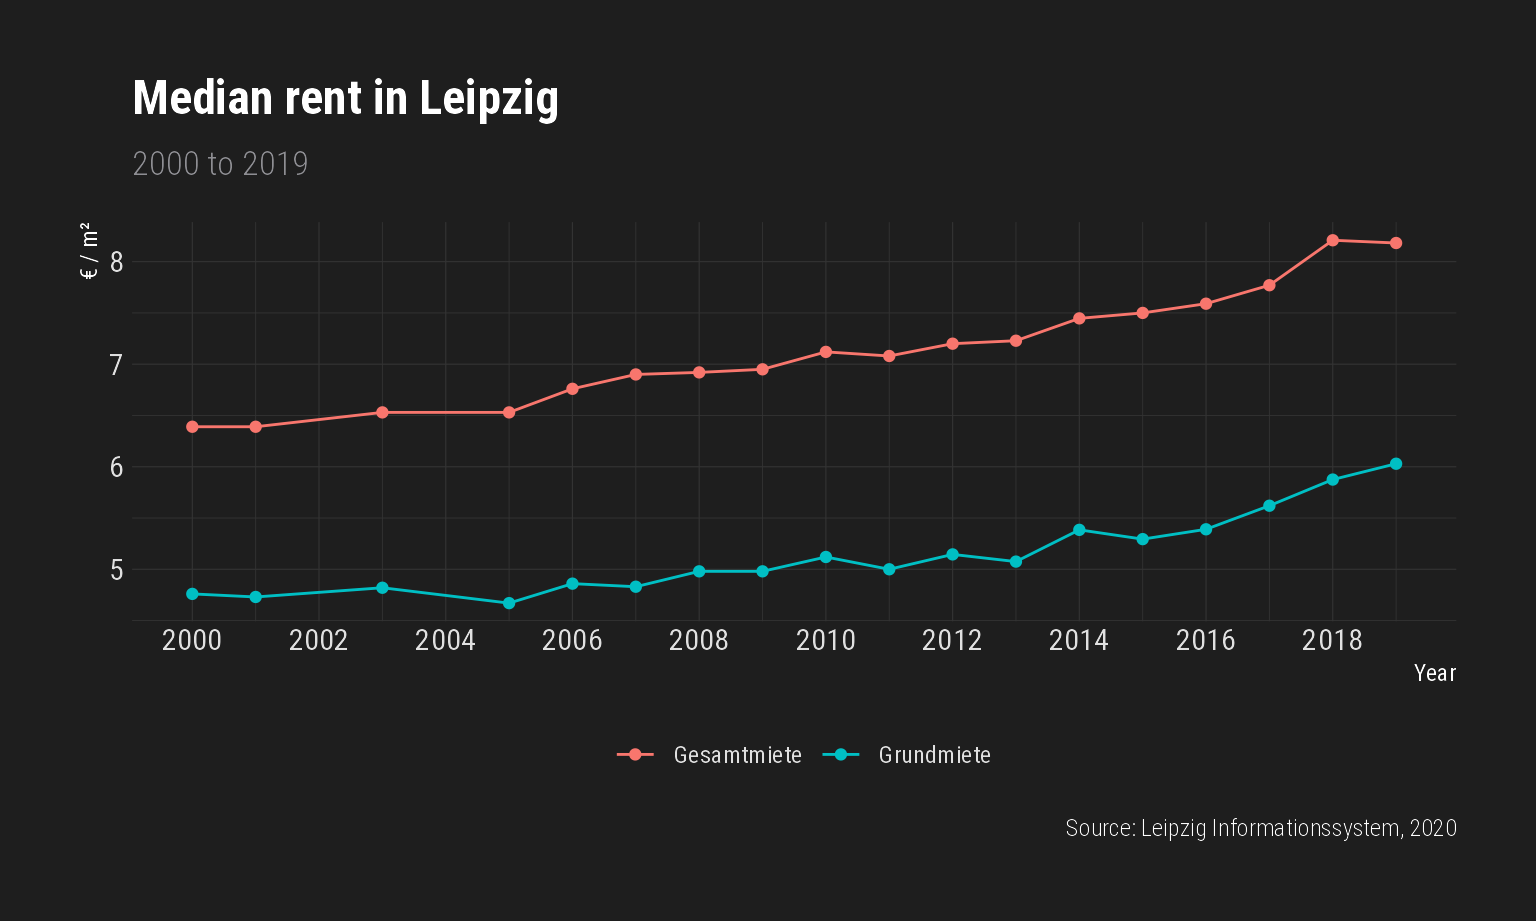 Median rent in Leipzig
2000 to 2019
€ / m²
8
7
6
5
2000 2002 2004 2006 2008 2010 2012 2014 2016 2018
Year
Gesamtmiete Grundmiete
Source: Leipzig Informationssystem, 2020